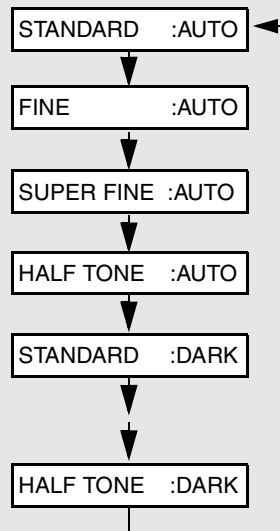 STANDARD :AUTO
FINE :AUTO
SUPER FINE :AUTO
HALF TONE :AUTO
STANDARD :DARK
HALF TONE :DARK